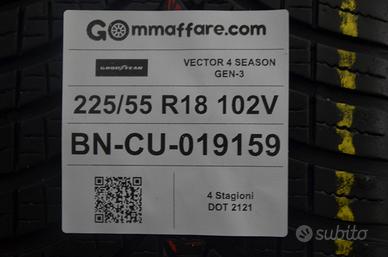 GOmmaffare.com
GOODYEAR
VECTOR 4 SEASON
GEN-3
225/55 R18 102V
BN-CU-019159
4 Stagioni
DOT 2121
subito